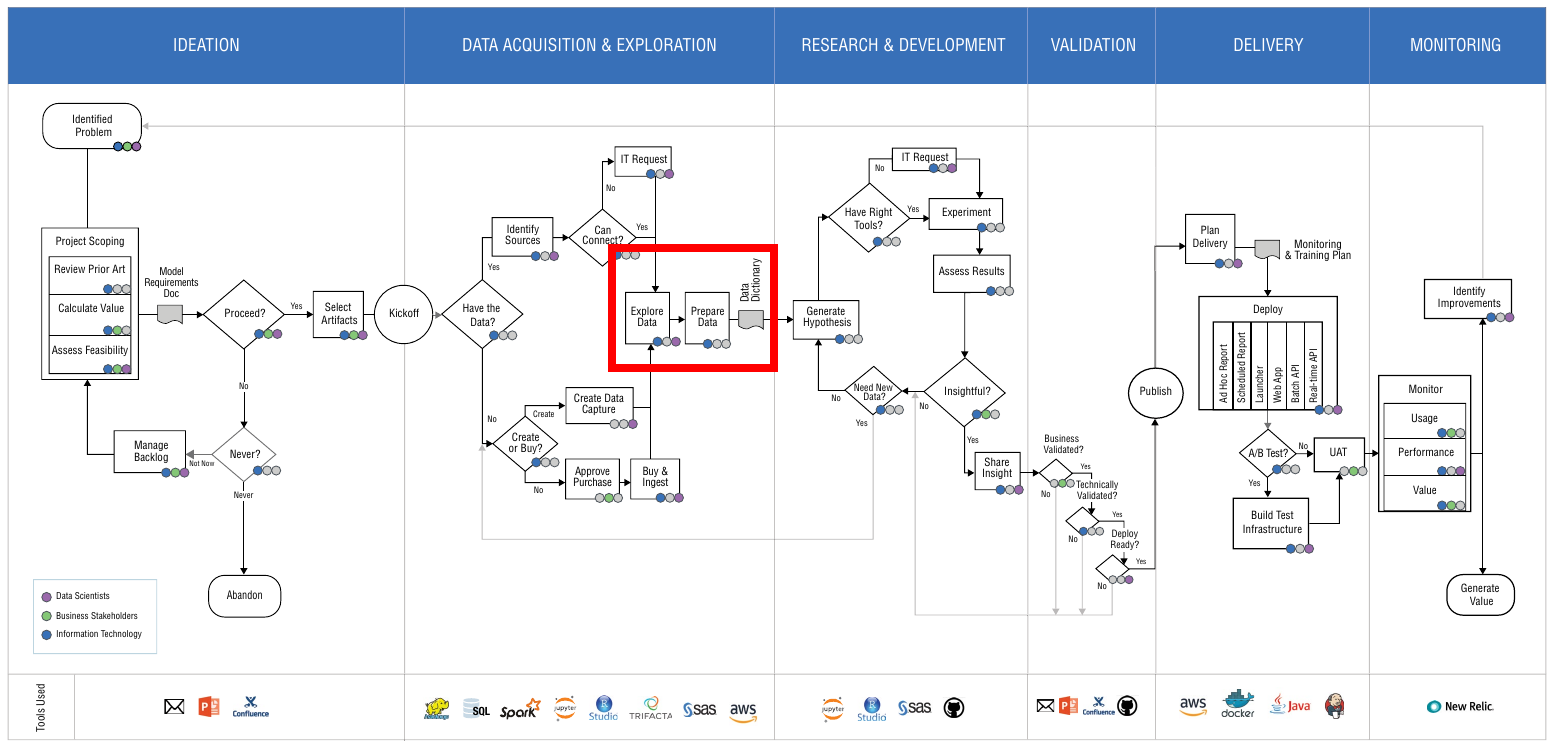 IDEATION
DATA ACQUISITION & EXPLORATION
RESEARCH & DEVELOPMENT
VALIDATION
DELIVERY
MONITORING
Identified
Problem
Project Scoping
Review Prior Art
Calculate Value
Assess Feasibility
Model
Requirements
Doc
Proceed?
Yes
No
Select
Artifacts
Manage
Backlog
Not Now
Never?
Never
Abandon
Kickoff
Have the
Data?
Yes
No
Identify
Sources
Can
Connect?
No
Yes
IT Request
Explore
Data
Prepare
Data
Data
Dictionary
Create
or Buy?
Create
No
Create Data
Capture
Approve
Purchase
Buy &
Ingest
Generate
Hypothesis
Have Right
Tools?
No
Yes
IT Request
Experiment
Assess Results
Insightful?
No
Yes
Need New
Data?
No
Yes
Share
Insight
Business
Validated?
Yes
No
Technically
Validated?
Yes
No
Deploy
Ready?
Yes
No
Publish
Plan
Delivery
Monitoring
& Training Plan
Deploy
Ad Hoc Report
Scheduled Report
Launcher
Web App
Batch API
Real-time API
A/B Test?
No
Yes
UAT
Build Test
Infrastructure
Identify
Improvements
Monitor
Usage
Performance
Value
Generate
Value
Data Scientists
Business Stakeholders
Information Technology
Tools Used
P
Confluence
hadoop
SQL
Spark
jupyter
R
Studio
TRIFACTA
sas
aws
jupyter
R
Studio
sas
P
Confluence
aws
docker
Java
New Relic.